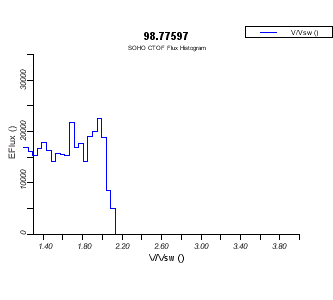 98.77597
SOHO CTOF Flux Histogram
V/Vsw ()
EFlux ()
30000
20000
10000
0
1.40 1.80 2.20 2.60 3.00 3.40 3.80
V/Vsw ()